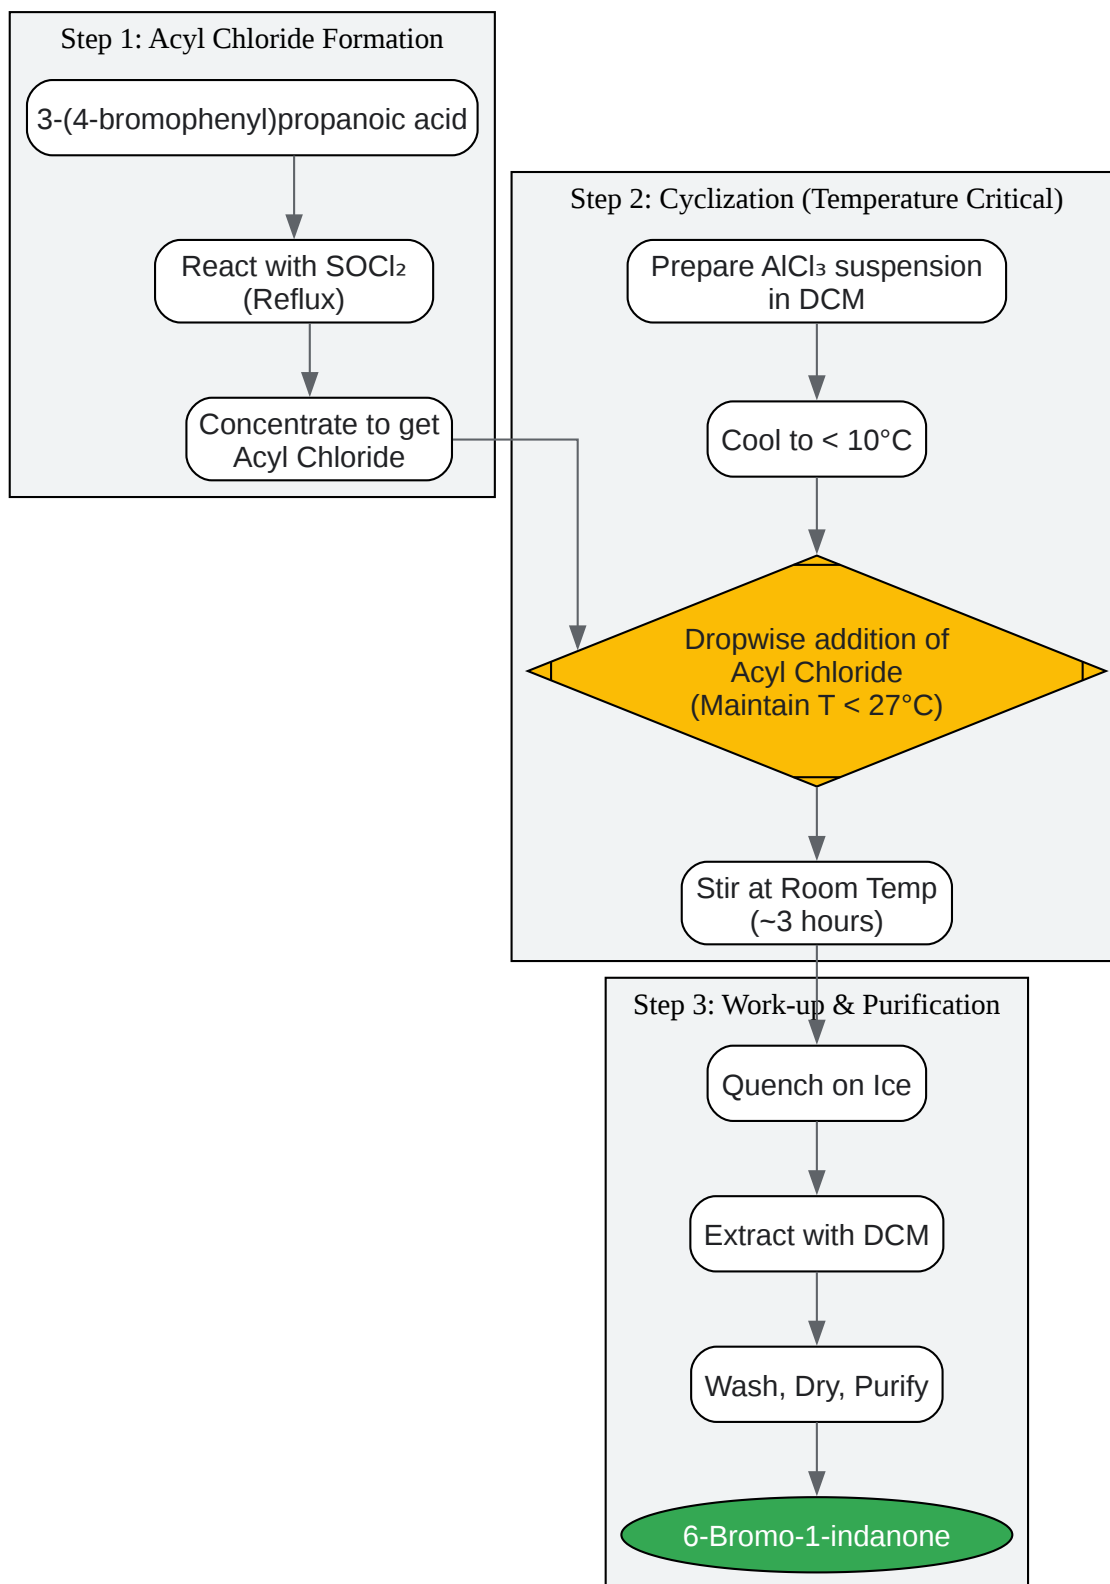 Step 1: Acyl Chloride Formation
3-(4-bromophenyl)propanoic acid
React with SOCl₂
(Reflux)
Concentrate to get
Acyl Chloride
Step 2: Cyclization (Temperature Critical)
Prepare AlCl₃ suspension
in DCM
Cool to < 10°C
Dropwise addition of
Acyl Chloride
(Maintain T < 27°C)
Stir at Room Temp
(~3 hours)
Step 3: Work-up & Purification
Quench on Ice
Extract with DCM
Wash, Dry, Purify
6-Bromo-1-indanone